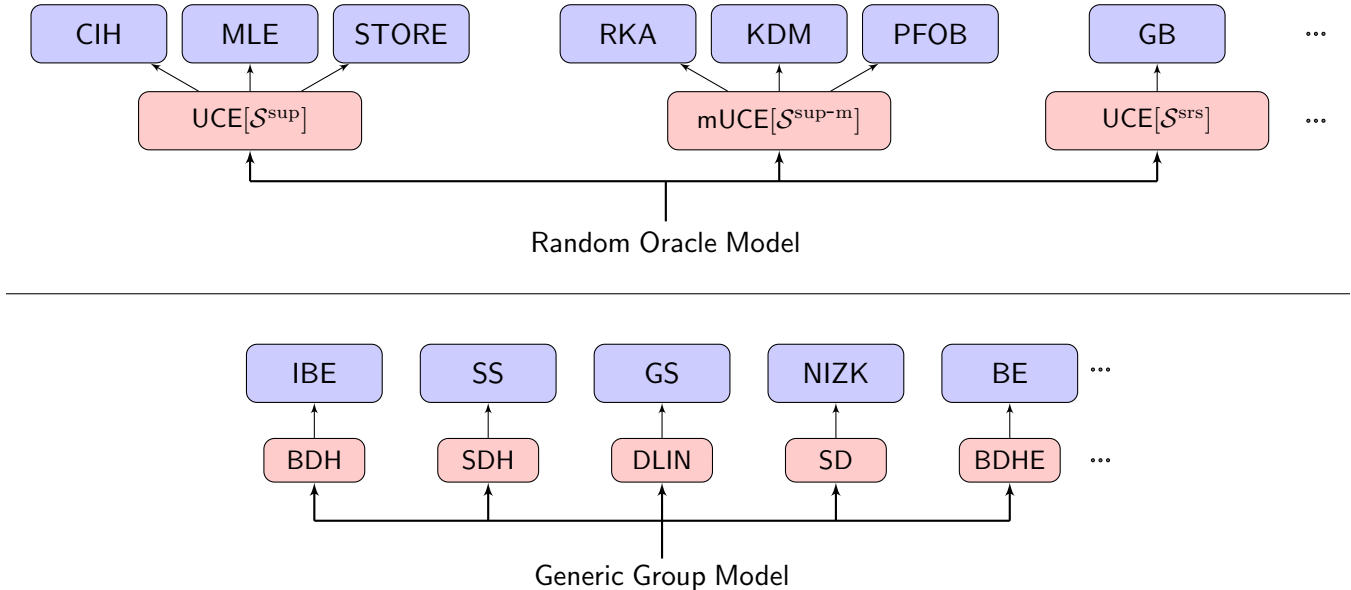 CIH MLE STORE RKA KDM PFOB GB ...
UCE[𝒮^sup] mUCE[𝒮^sup-m] UCE[𝒮^srs] ...
Random Oracle Model
IBE SS GS NIZK BE ...
BDH SDH DLIN SD BDHE ...
Generic Group Model